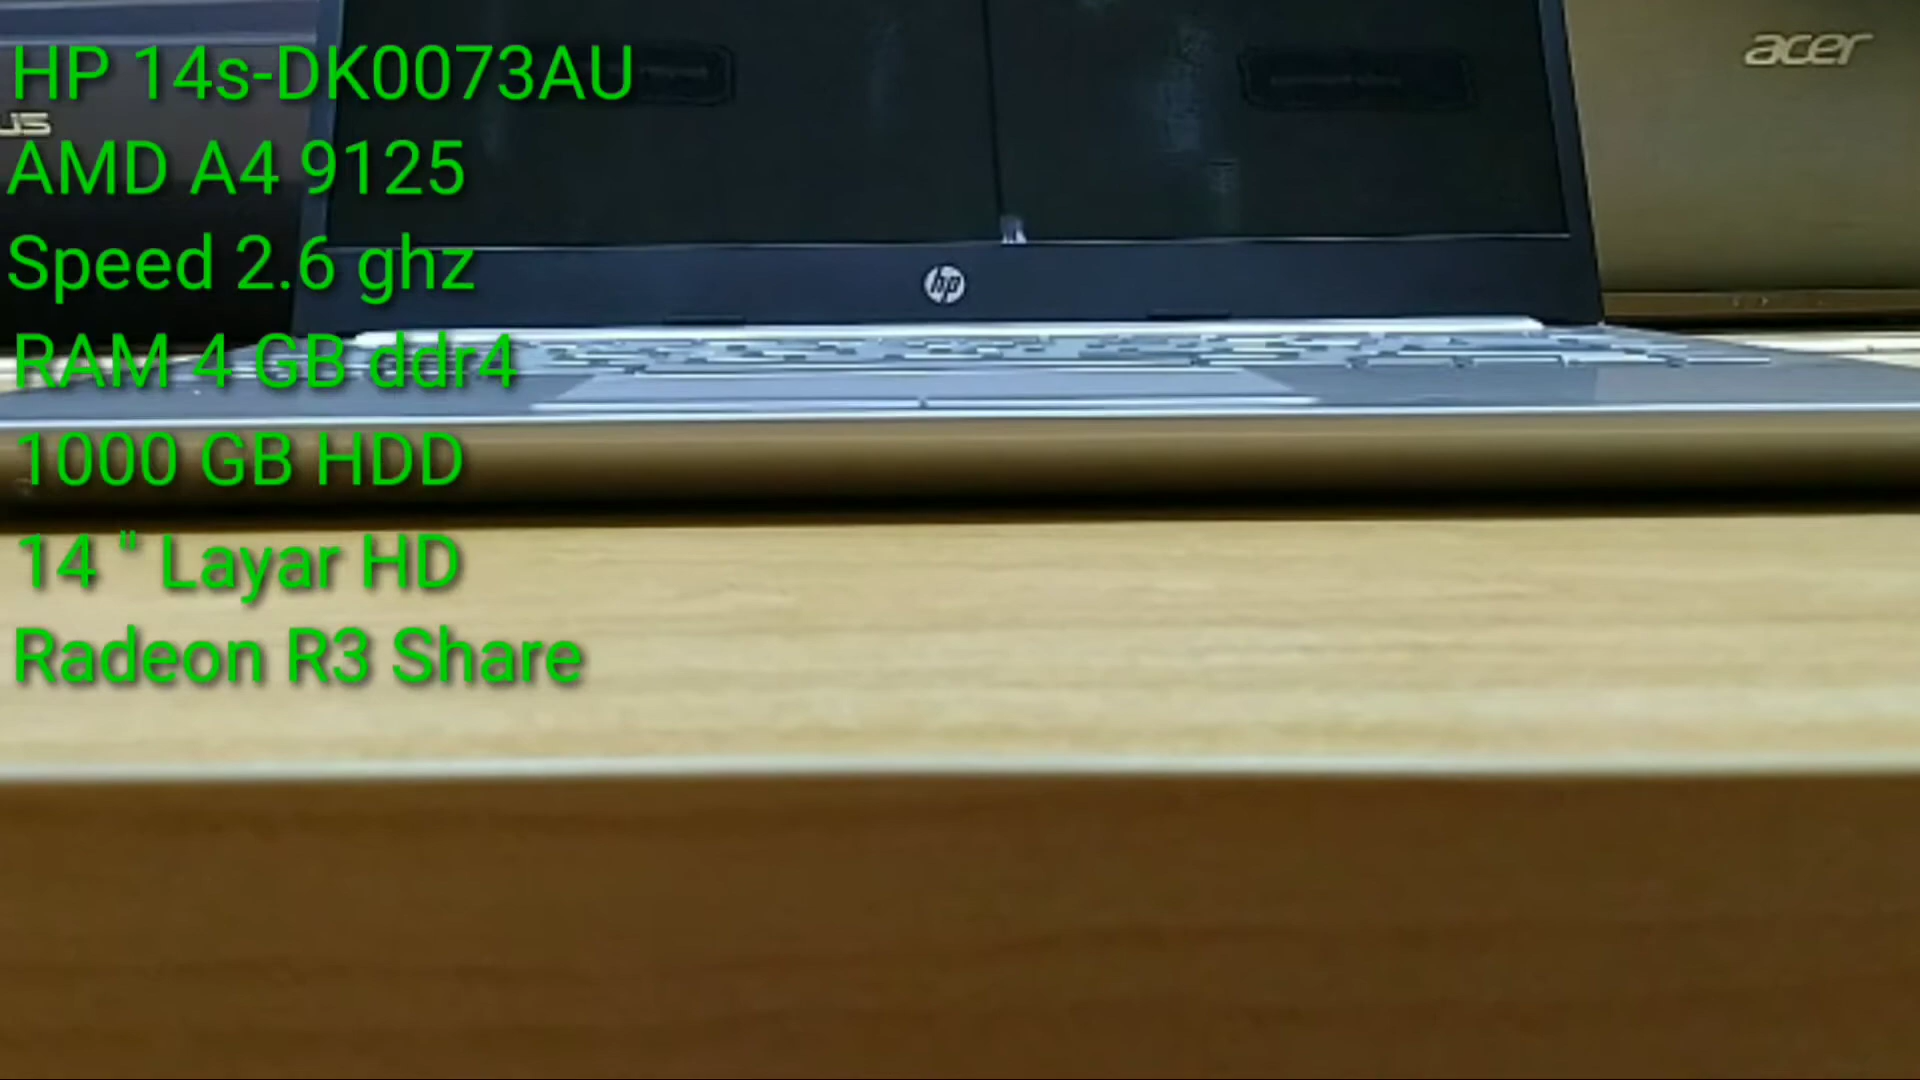 HP 14s-DK0073AU
acer
US
AMD A4 9125
Speed 2.6 ghz
hp
RAM 4 GB ddr4
1000 GB HDD
14 " Layar HD
Radeon R3 Share